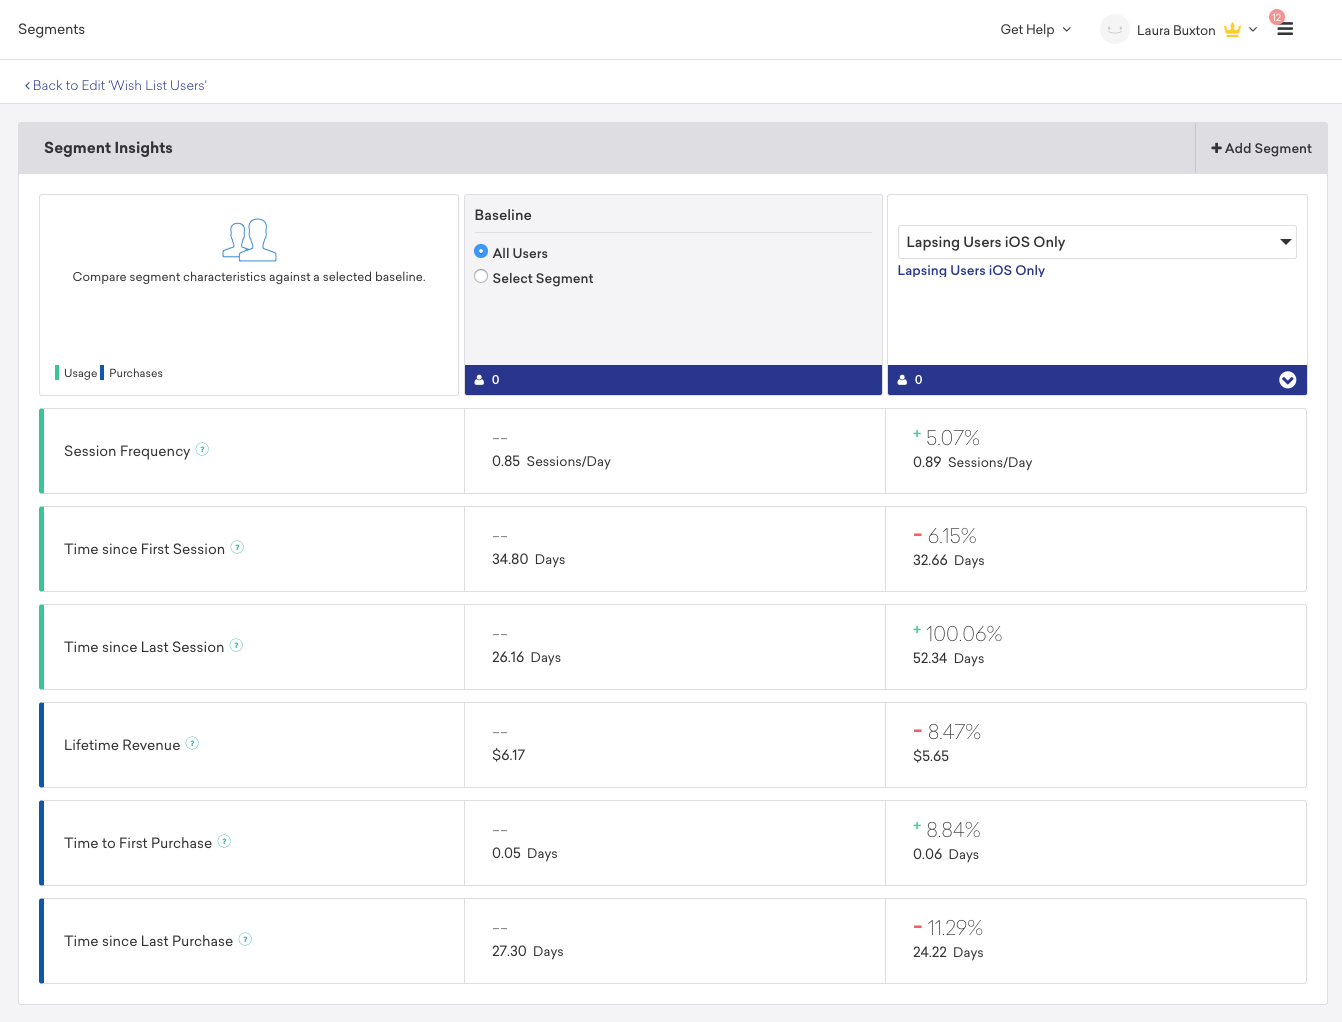 Segments
Get Help
Laura Buxton
12
Back to Edit 'Wish List Users'
Segment Insights
Add Segment
Compare segment characteristics against a selected baseline.
Usage
Purchases
Baseline
All Users
Select Segment
0
Lapsing Users iOS Only
Lapsing Users iOS Only
0
Session Frequency ?
--
0.85 Sessions/Day
+ 5.07%
0.89 Sessions/Day
Time since First Session ?
--
34.80 Days
- 6.15%
32.66 Days
Time since Last Session ?
--
26.16 Days
+ 100.06%
52.34 Days
Lifetime Revenue ?
--
$6.17
- 8.47%
$5.65
Time to First Purchase ?
--
0.05 Days
+ 8.84%
0.06 Days
Time since Last Purchase ?
--
27.30 Days
- 11.29%
24.22 Days